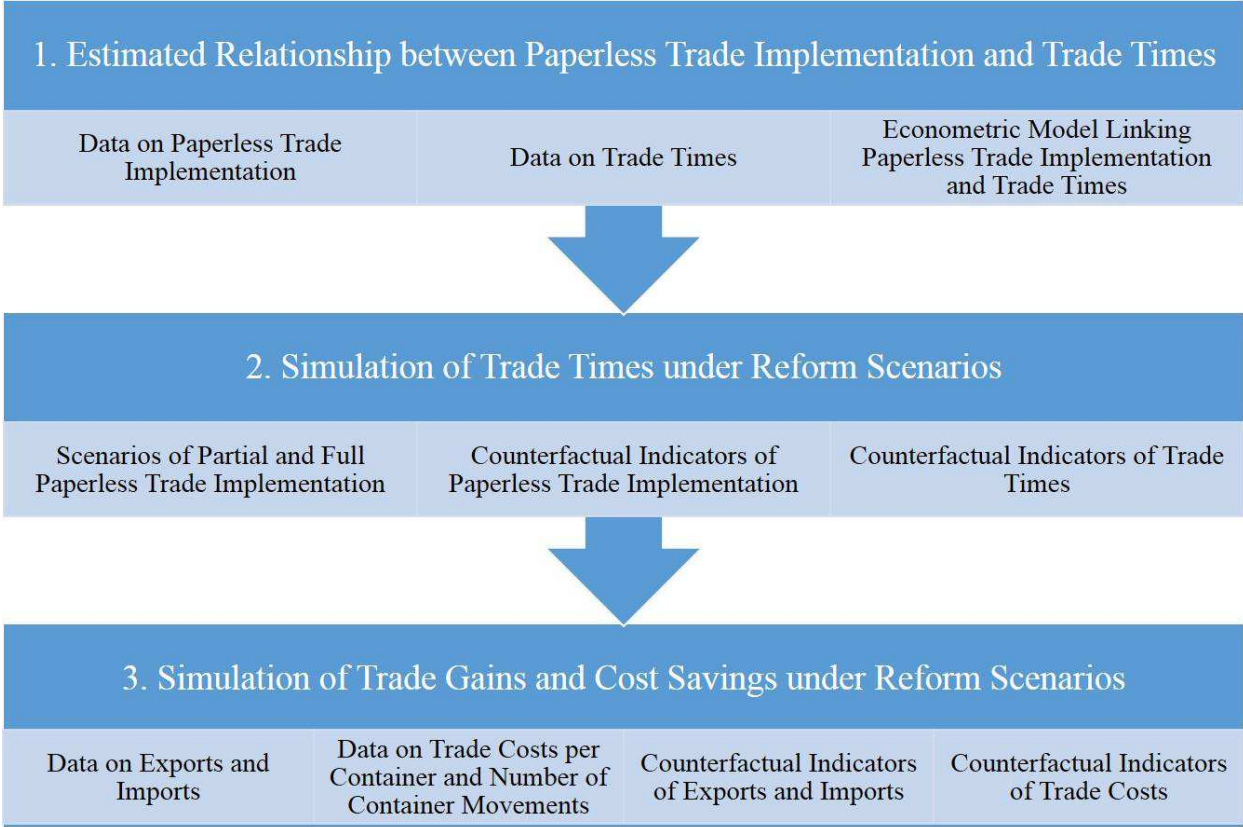 1. Estimated Relationship between Paperless Trade Implementation and Trade Times
Data on Paperless Trade
Implementation
Data on Trade Times
Econometric Model Linking
Paperless Trade Implementation
and Trade Times
2. Simulation of Trade Times under Reform Scenarios
Scenarios of Partial and Full
Paperless Trade Implementation
Counterfactual Indicators of
Paperless Trade Implementation
Counterfactual Indicators of Trade
Times
3. Simulation of Trade Gains and Cost Savings under Reform Scenarios
Data on Exports and
Imports
Data on Trade Costs per
Container and Number of
Container Movements
Counterfactual Indicators
of Exports and Imports
Counterfactual Indicators
of Trade Costs